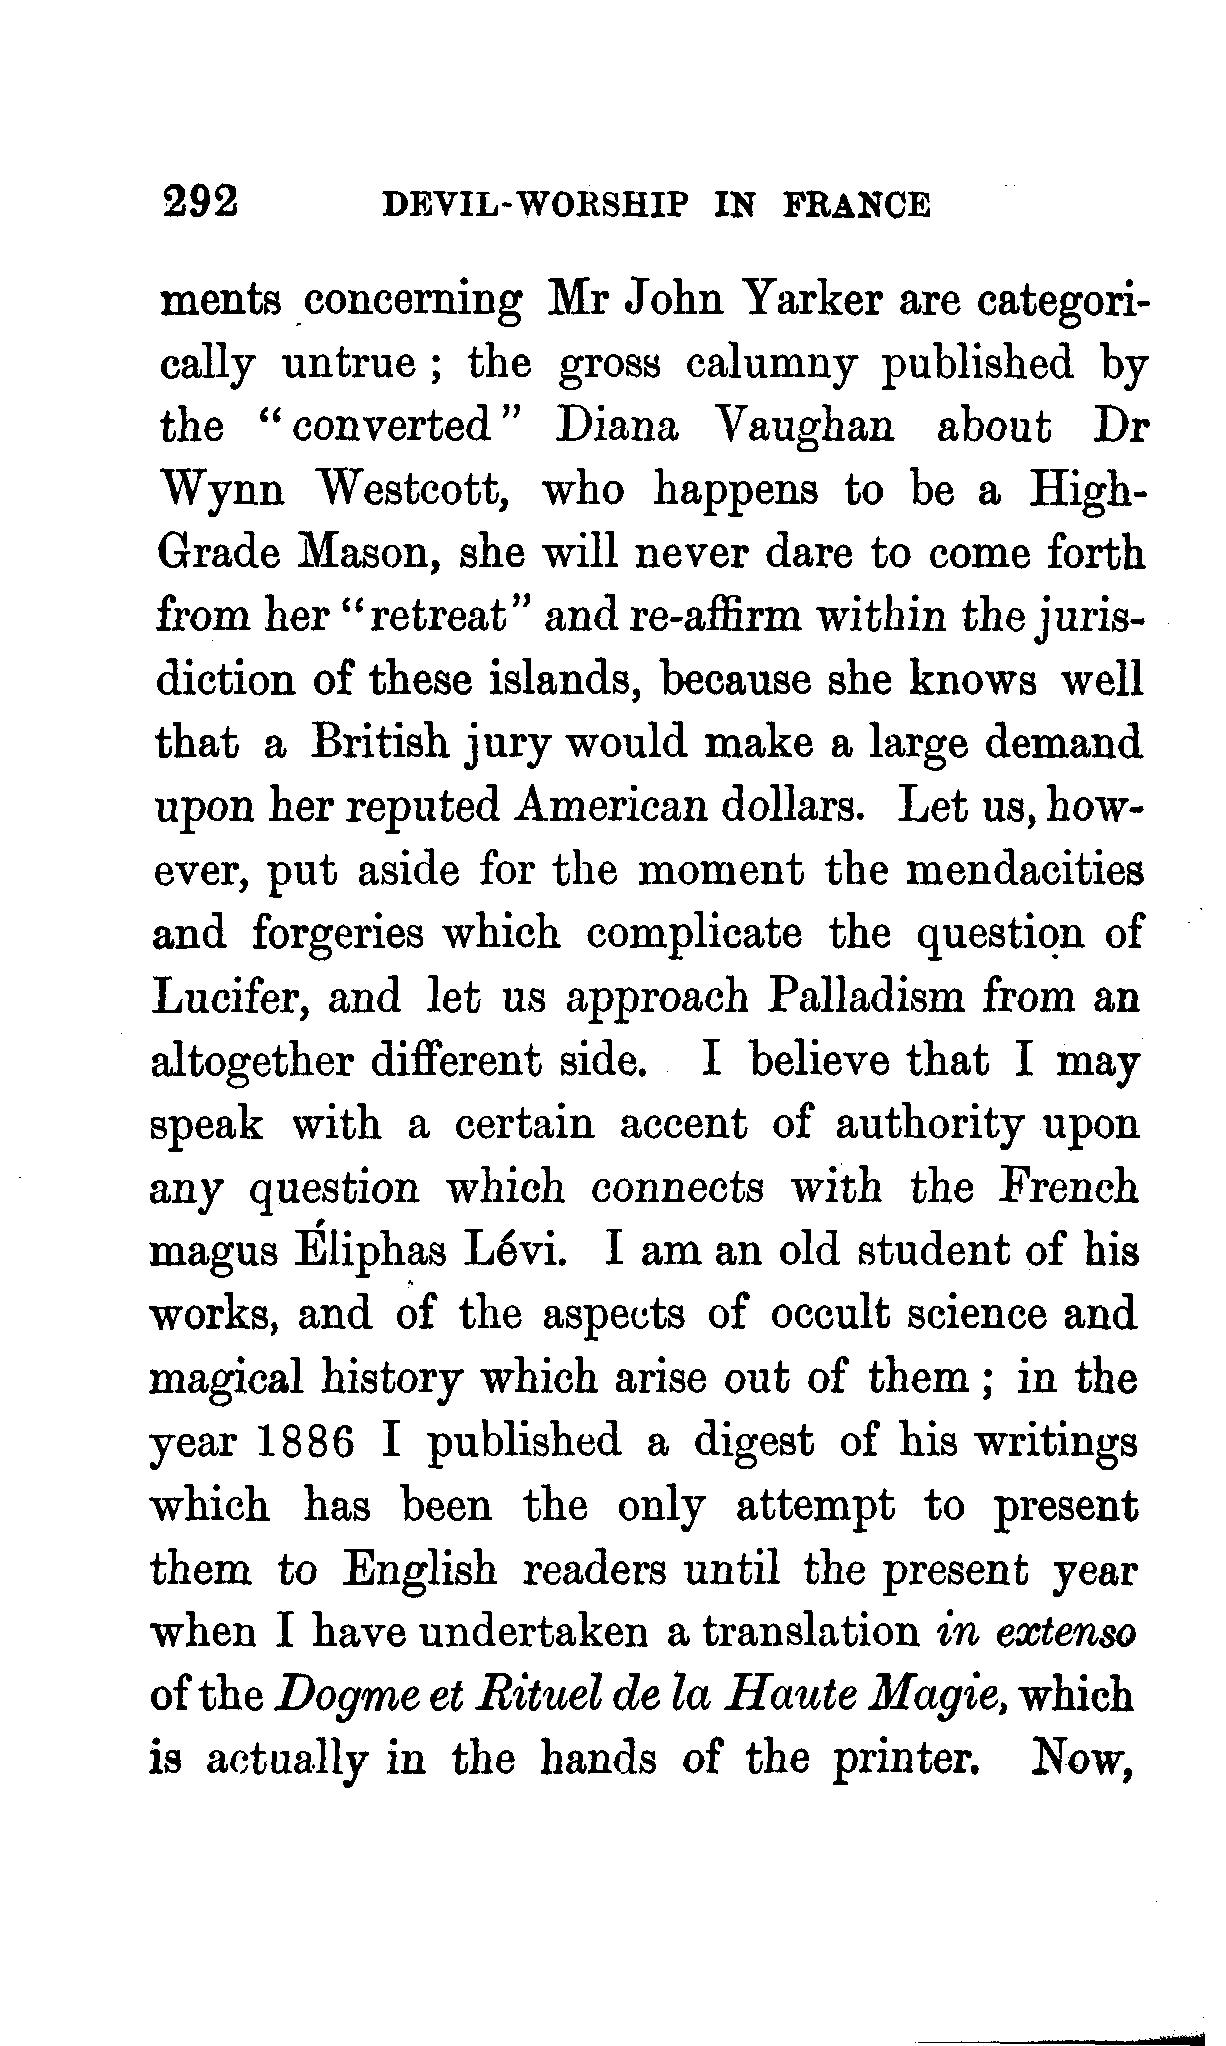 292 DEVIL-WORSHIP IN FRANCE
ments concerning Mr John Yarker are categori-
cally untrue ; the gross calumny published by
the " converted " Diana Vaughan about Dr
Wynn Westcott, who happens to be a High-
Grade Mason, she will never dare to come forth
from her "retreat" and re-affirm within the juris-
diction of these islands, because she knows well
that a British jury would make a large demand
upon her reputed American dollars. Let us, how-
ever, put aside for the moment the mendacities
and forgeries which complicate the question of
Lucifer, and let us approach Palladism from an
altogether different side. I believe that I may
speak with a certain accent of authority upon
any question which connects with the French
magus Éliphas Lévi. I am an old student of his
works, and of the aspects of occult science and
magical history which arise out of them ; in the
year 1886 I published a digest of his writings
which has been the only attempt to present
them to English readers until the present year
when I have undertaken a translation in extenso
of the Dogme et Rituel de la Haute Magie, which
is actually in the hands of the printer. Now,